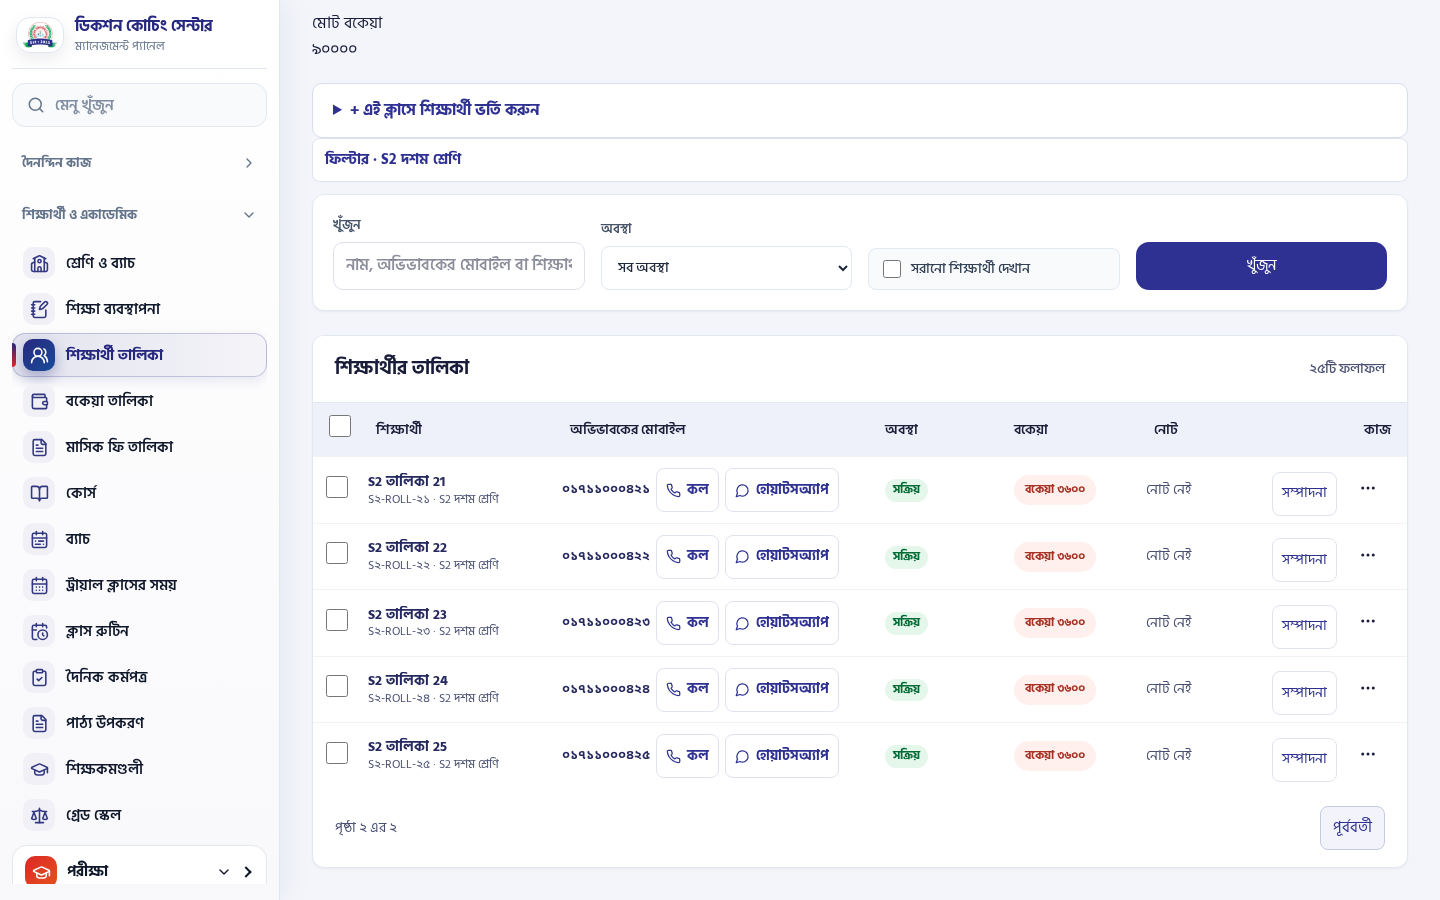 ডিকশন কোচিং সেন্টার
ম্যানেজমেন্ট প্যানেল
মেনু খুঁজুন
দৈনন্দিন কাজ
শিক্ষার্থী ও একাডেমিক
শ্রেণি ও ব্যাচ
শিক্ষা ব্যবস্থাপনা
শিক্ষার্থী তালিকা
বকেয়া তালিকা
মাসিক ফি তালিকা
কোর্স
ব্যাচ
ট্রায়াল ক্লাসের সময়
ক্লাস রুটিন
দৈনিক কর্মপত্র
পাঠ্য উপকরণ
শিক্ষকমণ্ডলী
গ্রেড স্কেল
পরীক্ষা
মোট বকেয়া
৯০০০০
+ এই ক্লাসে শিক্ষার্থী ভর্তি করুন
ফিল্টার · S2 দশম শ্রেণি
খুঁজুন
নাম, অভিভাবকের মোবাইল বা
অবস্থা
সব অবস্থা
সরানো শিক্ষার্থী দেখান
খুঁজুন
শিক্ষার্থীর তালিকা
২৫টি ফলাফল
শিক্ষার্থী অভিভাবকের মোবাইল অবস্থা বকেয়া নোট কাজ
S2 তালিকা 21
S২-ROLL-২১ · S2 দশম শ্রেণি
০১৭১১০০০৪২১ কল হোয়াটসঅ্যাপ সক্রিয় বকেয়া ৩৬০০ নোট নেই সম্পাদনা ...
S2 তালিকা 22
S২-ROLL-২২ · S2 দশম শ্রেণি
০১৭১১০০০৪২২ কল হোয়াটসঅ্যাপ সক্রিয় বকেয়া ৩৬০০ নোট নেই সম্পাদনা ...
S2 তালিকা 23
S২-ROLL-২৩ · S2 দশম শ্রেণি
০১৭১১০০০৪২৩ কল হোয়াটসঅ্যাপ সক্রিয় বকেয়া ৩৬০০ নোট নেই সম্পাদনা ...
S2 তালিকা 24
S২-ROLL-২৪ · S2 দশম শ্রেণি
০১৭১১০০০৪২৪ কল হোয়াটসঅ্যাপ সক্রিয় বকেয়া ৩৬০০ নোট নেই সম্পাদনা ...
S2 তালিকা 25
S২-ROLL-২৫ · S2 দশম শ্রেণি
০১৭১১০০০৪২৫ কল হোয়াটসঅ্যাপ সক্রিয় বকেয়া ৩৬০০ নোট নেই সম্পাদনা ...
পৃষ্ঠা ২ এর ২
পূর্ববর্তী